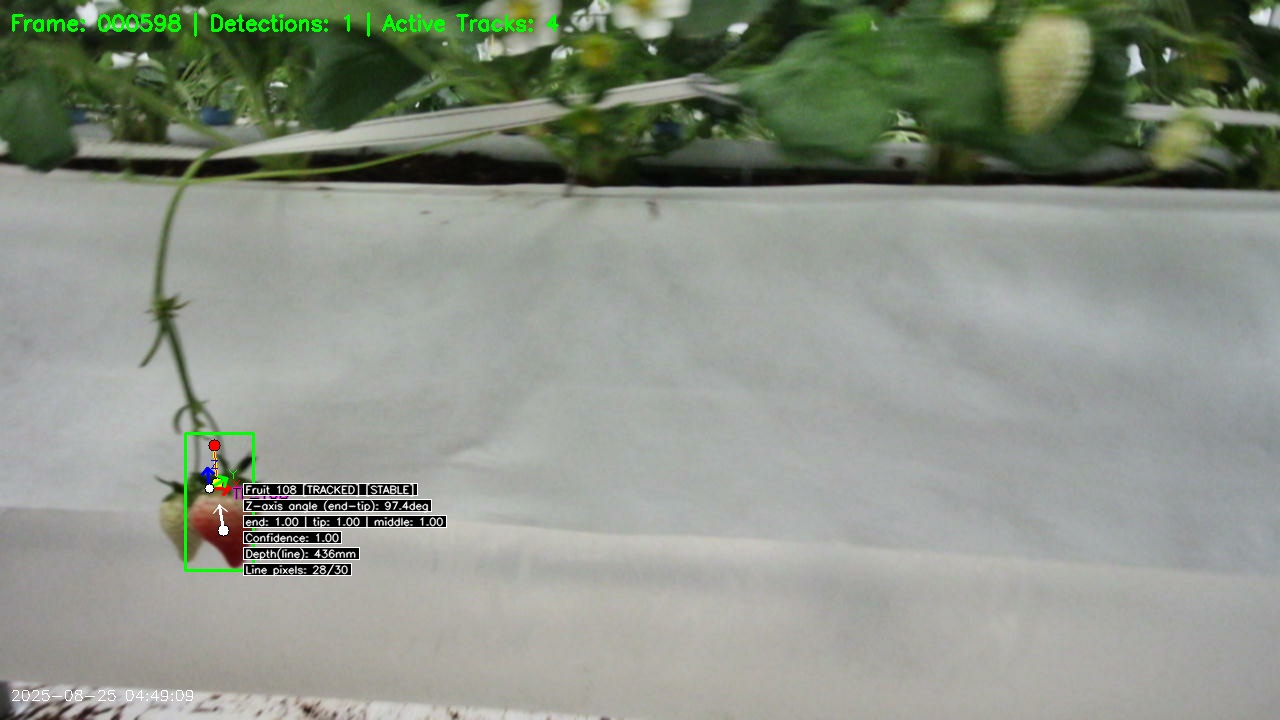 Frame: 000598 | Detections: 1 | Active Tracks: 4
Z
Y
Fruit 108 [TRACKED] [STABLE]
Z-axis angle (end-tip): 97.4deg
end: 1.00 | tip: 1.00 | middle: 1.00
Confidence: 1.00
Depth(line): 436mm
Line pixels: 28/30
2025-08-25 04:49:09